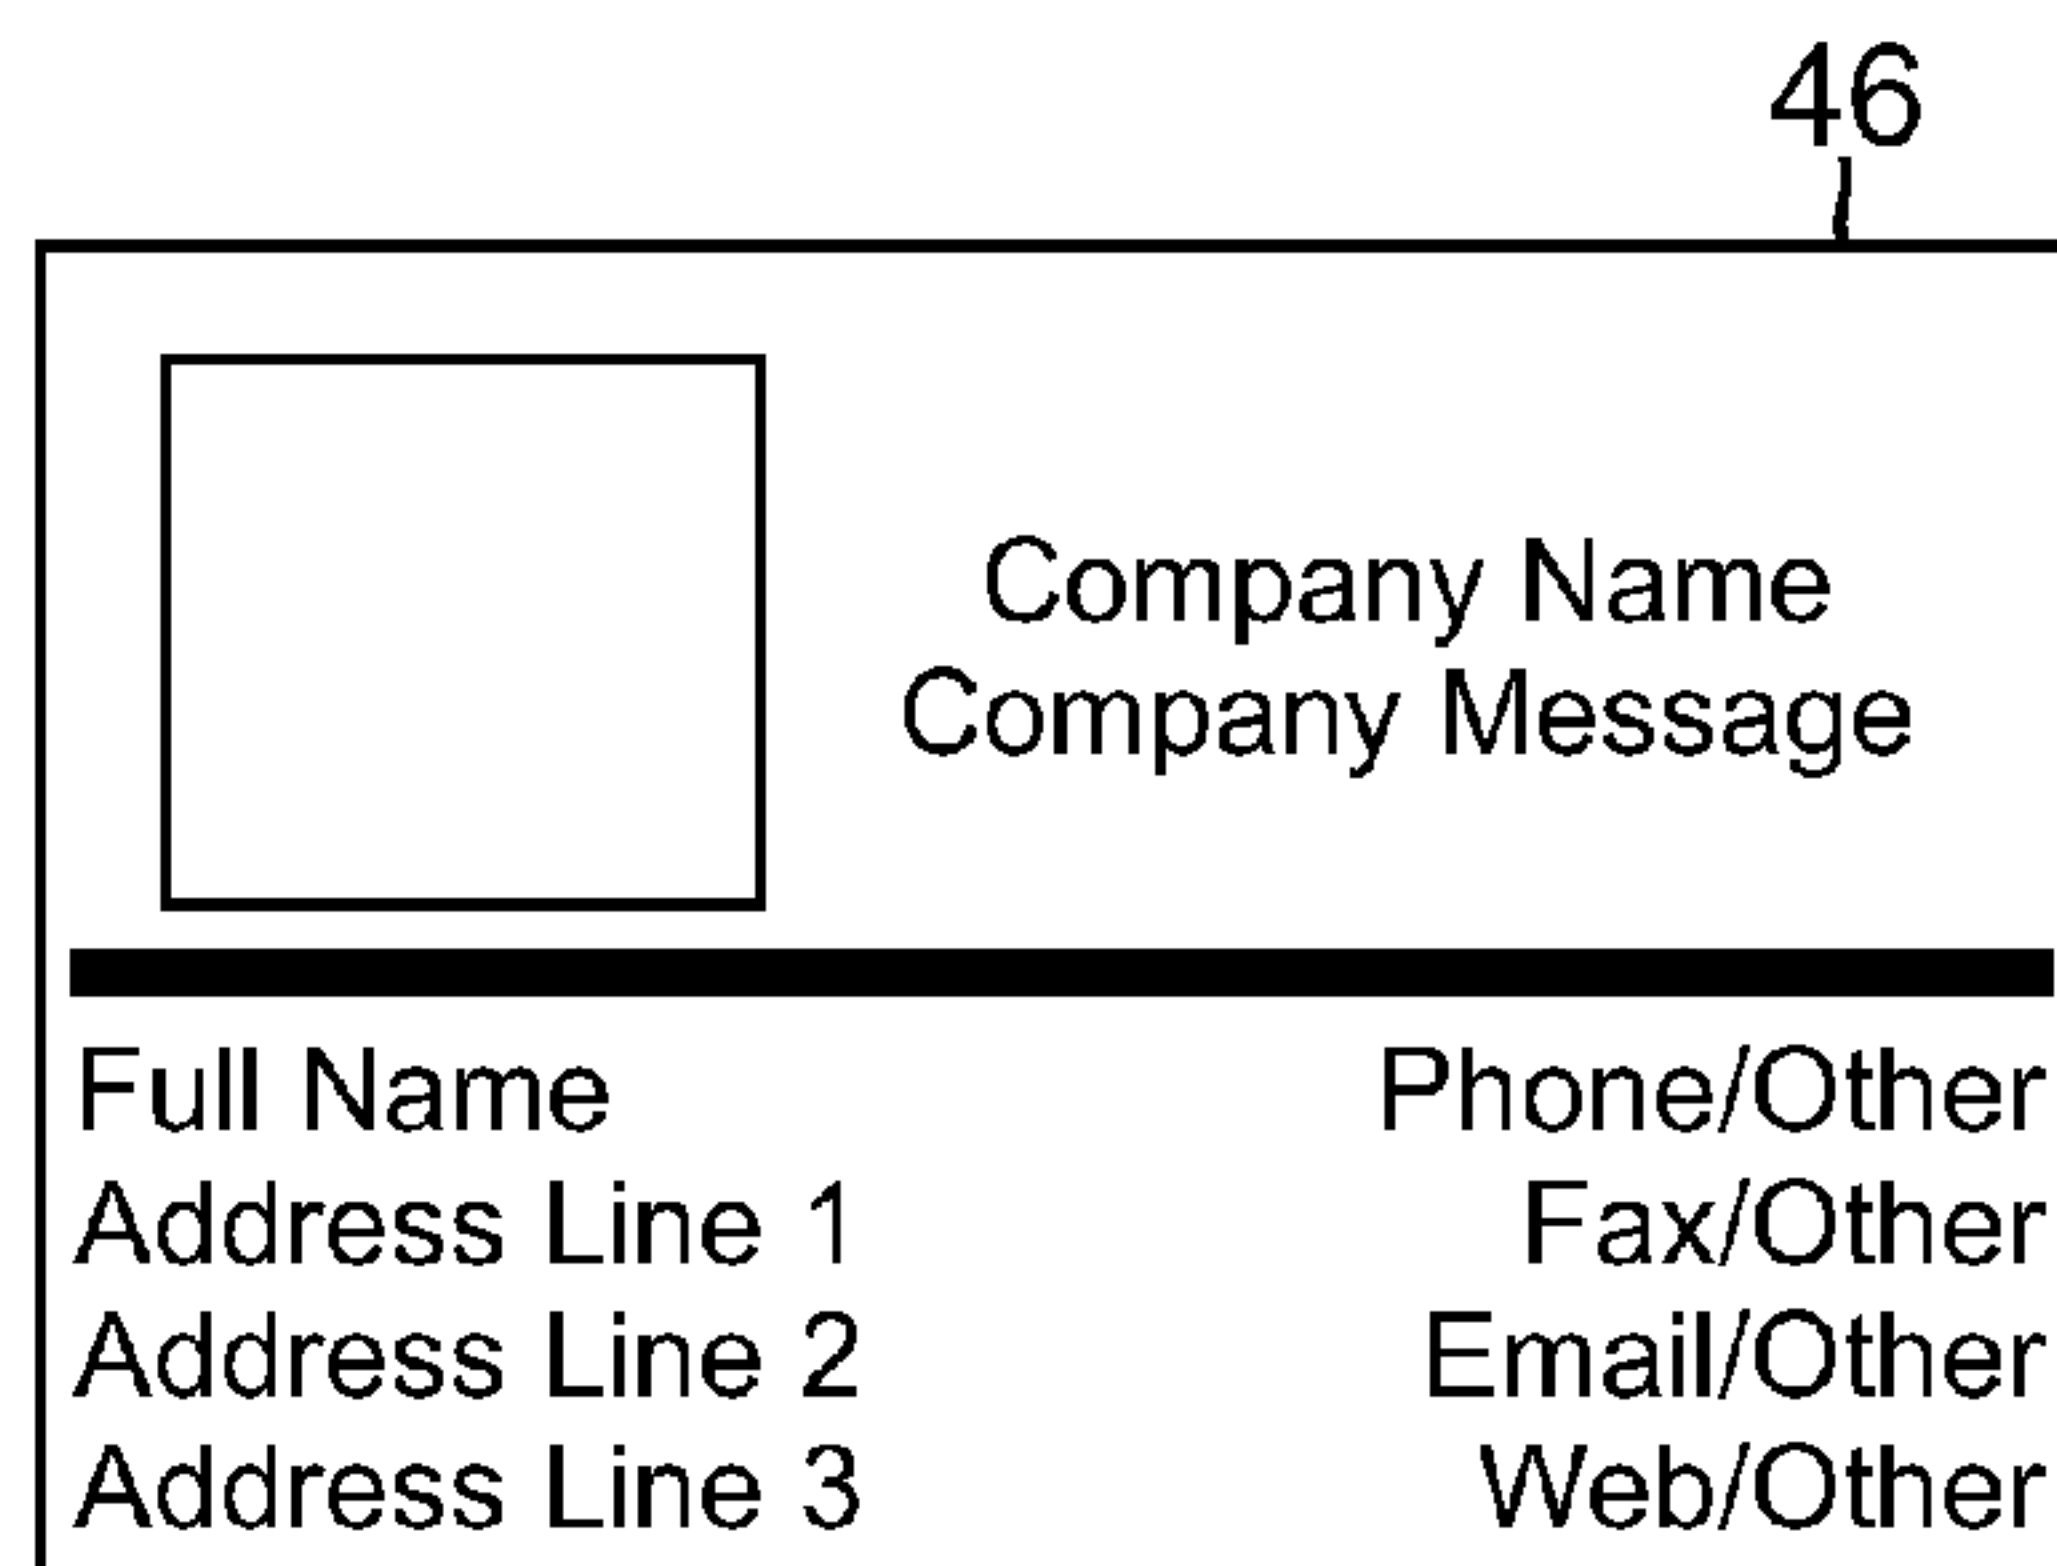 46
Company Name
Company Message
Full Name Phone/Other
Address Line 1 Fax/Other
Address Line 2 Email/Other
Address Line 3 Web/Other